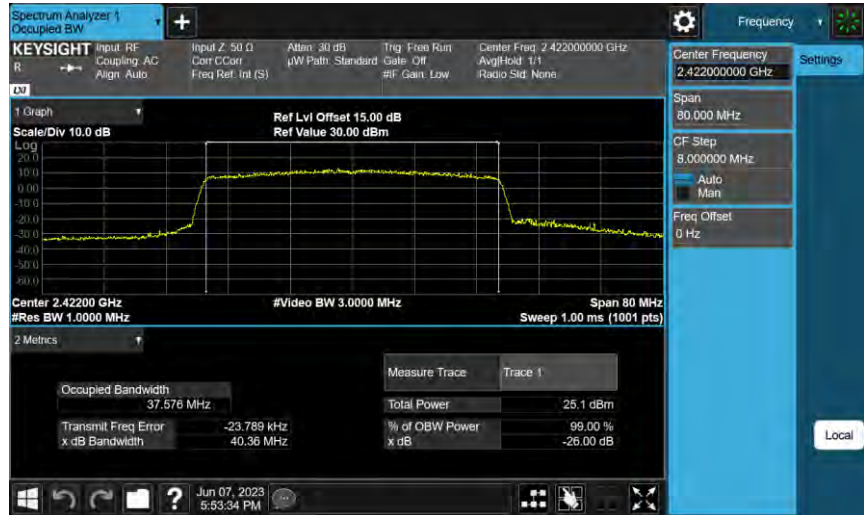 Spectrum Analyzer 1
Occupied BW
+
Frequency
KEYSIGHT
R
LXI
Input: RF
Coupling: AC
Align: Auto
Input Z: 50 Ω
Corr CCorr
Freq Ref: Int (S)
Atten: 30 dB
µW Path: Standard
Trig: Free Run
Gate: Off
#IF Gain: Low
Center Freq: 2.422000000 GHz
Avg|Hold: 1/1
Radio Std: None
Center Frequency
2.422000000 GHz
Settings
Span
80.000 MHz
CF Step
8.000000 MHz
Auto
Man
Freq Offset
0 Hz
1 Graph
Scale/Div 10.0 dB
Ref Lvl Offset 15.00 dB
Ref Value 30.00 dBm
Log
20.0
10.0
0.00
-10.0
-20.0
-30.0
-40.0
-50.0
-60.0
Center 2.42200 GHz
#Res BW 1.0000 MHz
#Video BW 3.0000 MHz
Span 80 MHz
Sweep 1.00 ms (1001 pts)
2 Metrics
Measure Trace Trace 1
Occupied Bandwidth
37.576 MHz
Total Power 25.1 dBm
Transmit Freq Error -23.789 kHz
% of OBW Power 99.00 %
x dB Bandwidth 40.36 MHz
x dB -26.00 dB
Local
?
Jun 07, 2023
5:53:34 PM